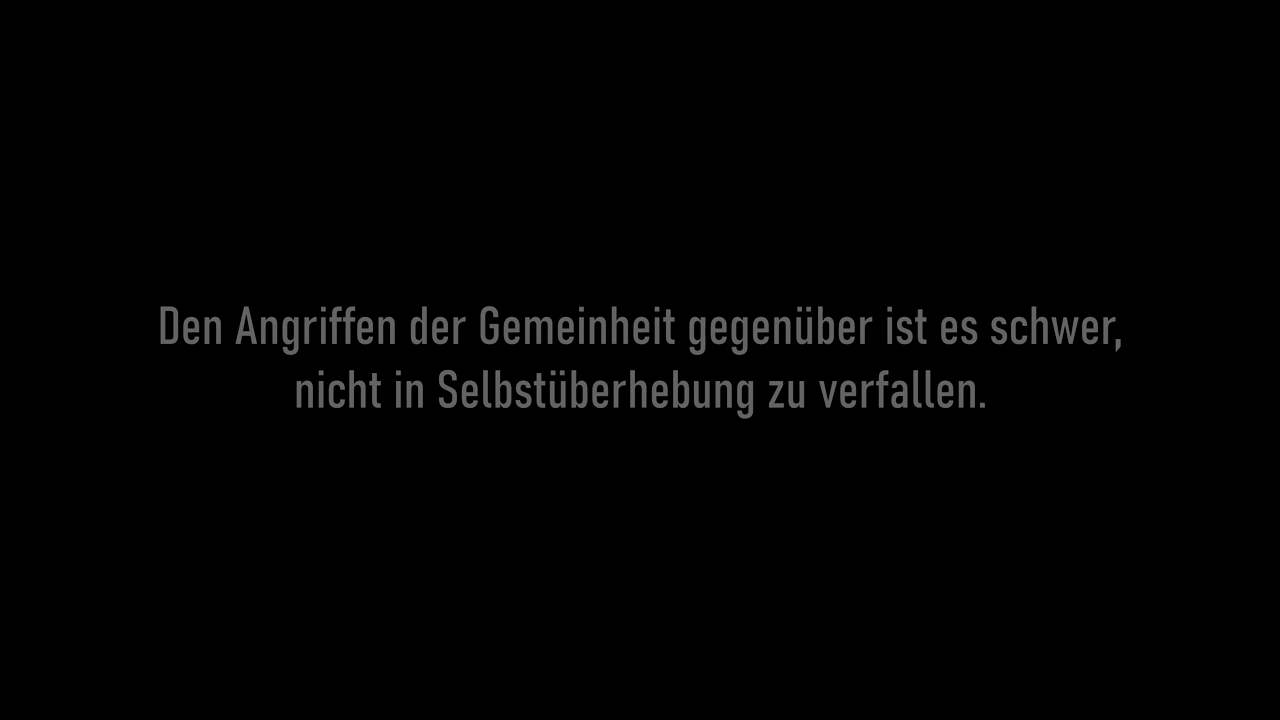 Den Angriffen der Gemeinheit gegenüber ist es schwer,
nicht in Selbstüberhebung zu verfallen.